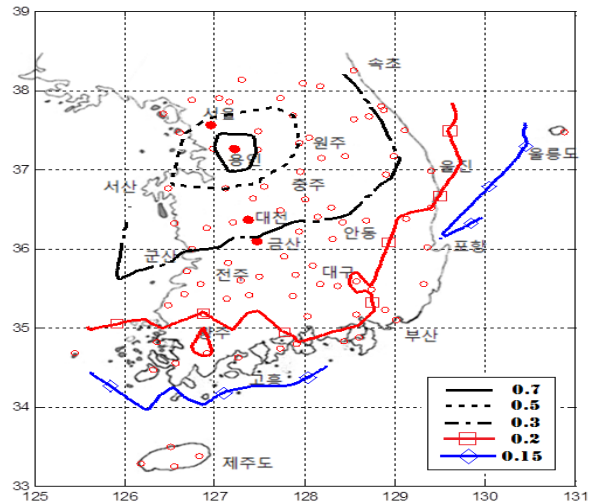 39
속초
38
서울
원주
용인
37
울릉도
울진
서산
충주
대전
안동
36
금산
군산
포항
전주
대구
35
부산
주
고흥
34
0.7
0.5
0.3
0.2
0.15
제주도
33
125 126 127 128 129 130 131